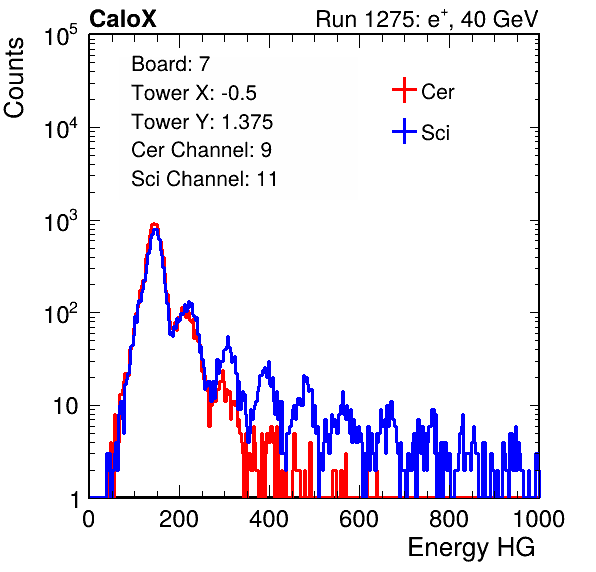 CaloX Run 1275: e⁺, 40 GeV
Counts
10⁵
10⁴
10³
10²
10
1
Board: 7
Tower X: -0.5
Tower Y: 1.375
Cer Channel: 9
Sci Channel: 11
Cer
Sci
0 200 400 600 800 1000
Energy HG